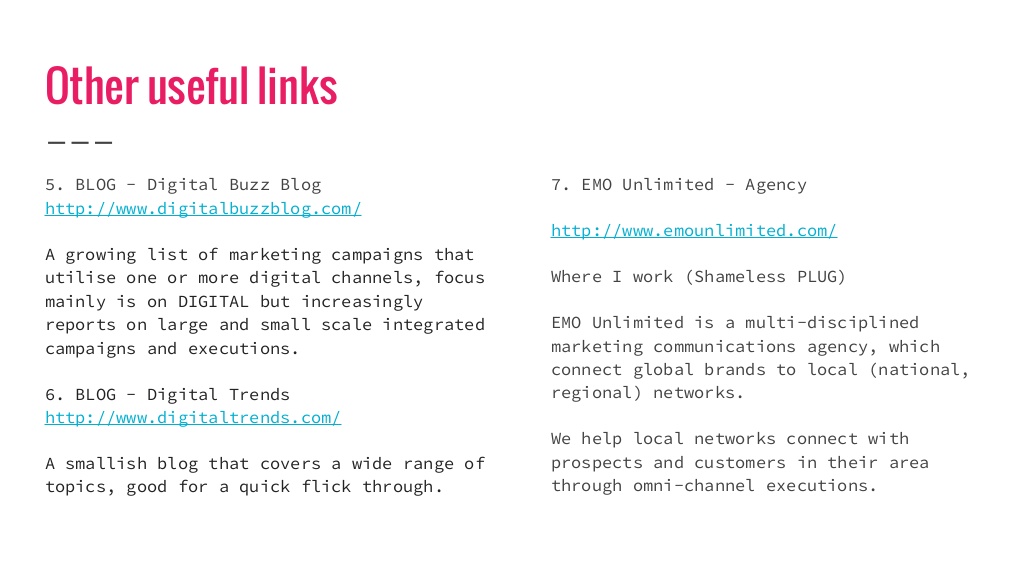 Other useful links
5. BLOG - Digital Buzz Blog
http://www.digitalbuzzblog.com/
A growing list of marketing campaigns that
utilise one or more digital channels, focus
mainly is on DIGITAL but increasingly
reports on large and small scale integrated
campaigns and executions.
6. BLOG - Digital Trends
http://www.digitaltrends.com/
A smallish blog that covers a wide range of
topics, good for a quick flick through.
7. EMO Unlimited - Agency
http://www.emounlimited.com/
Where I work (Shameless PLUG)
EMO Unlimited is a multi-disciplined
marketing communications agency, which
connect global brands to local (national,
regional) networks.
We help local networks connect with
prospects and customers in their area
through omni-channel executions.